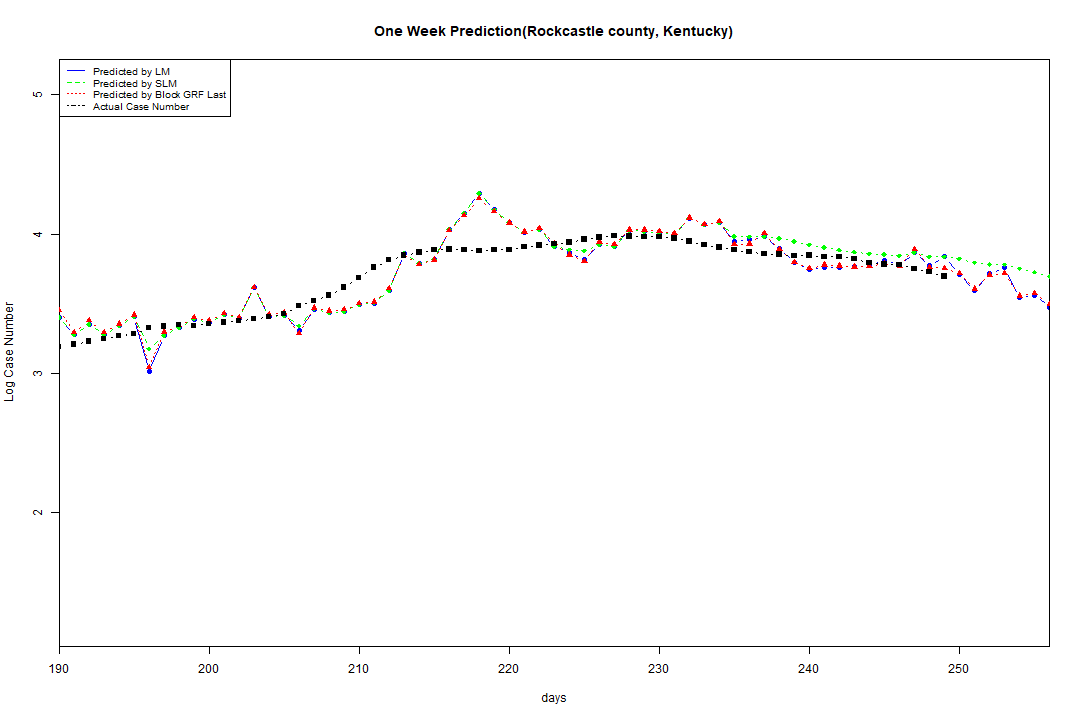 One Week Prediction(Rockcastle county, Kentucky)
Predicted by LM
Predicted by SLM
Predicted by Block GRF Last
Actual Case Number
5
4
3
2
Log Case Number
190 200 210 220 230 240 250
days